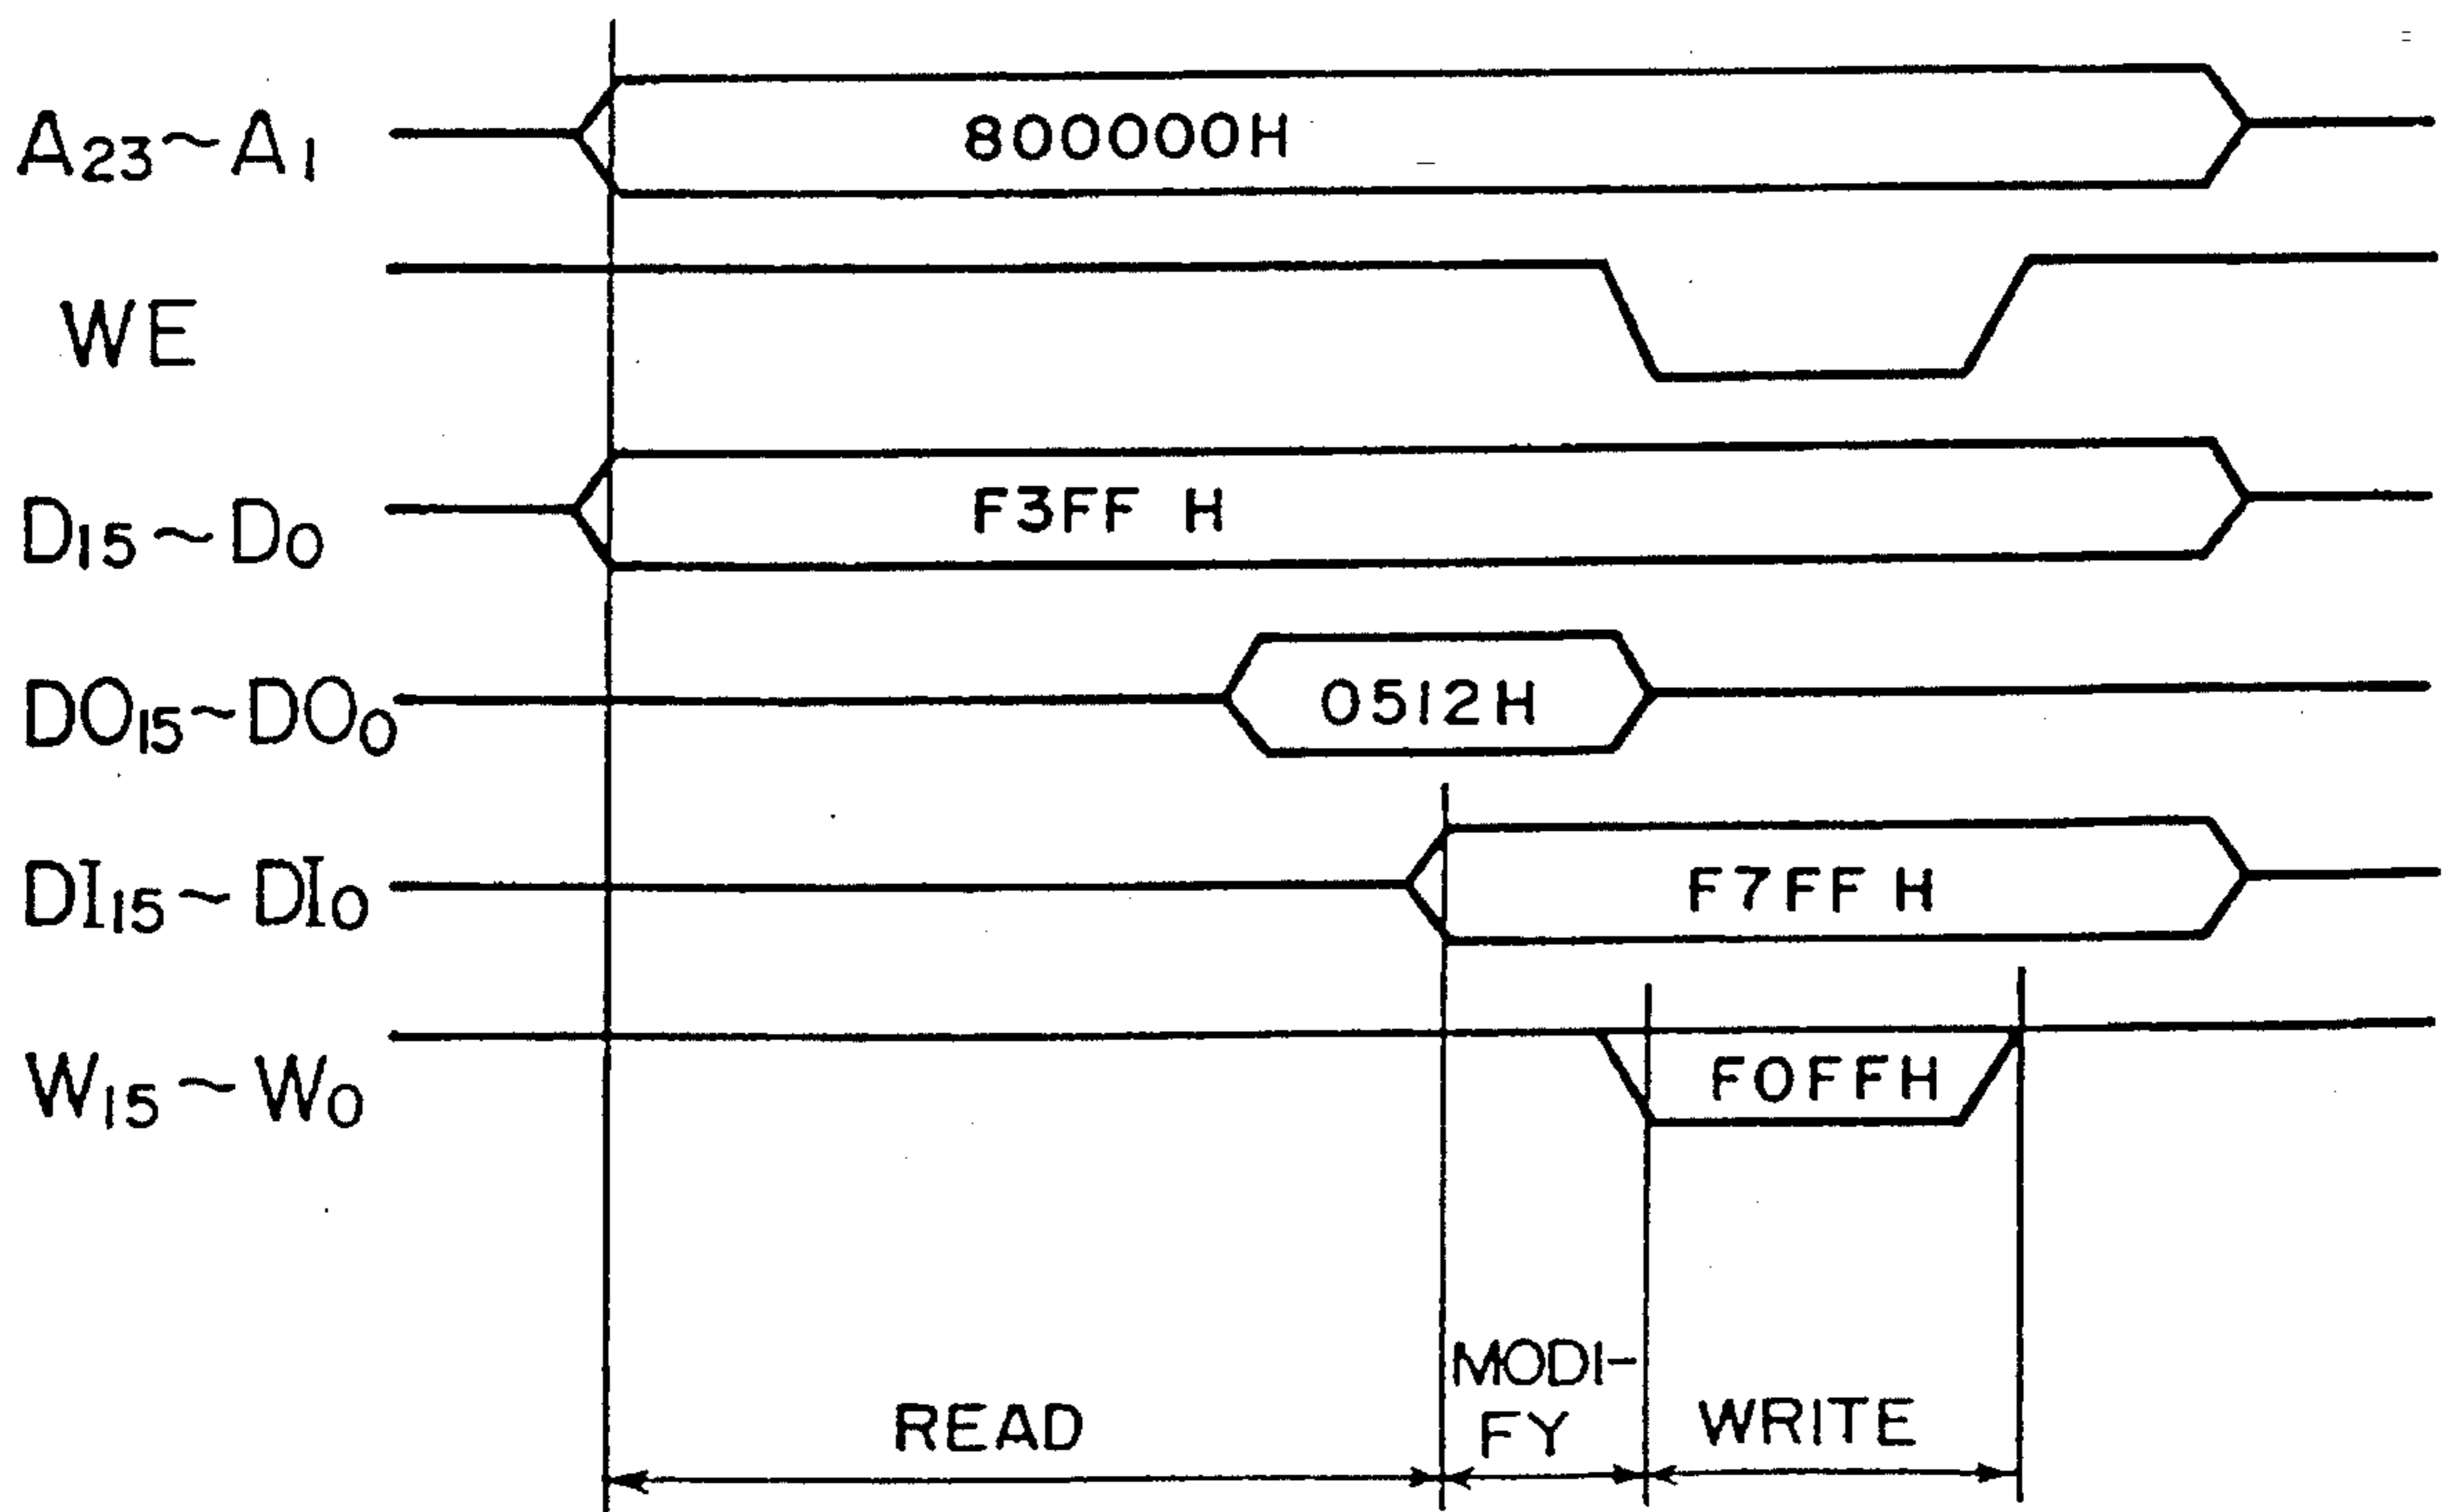 A23~A1 800000H
WE
D15~D0 F3FF H
DO15~DO0 0512H
DI15~DI0 F7FF H
W15~W0 F0FFH
READ MODI-
FY WRITE